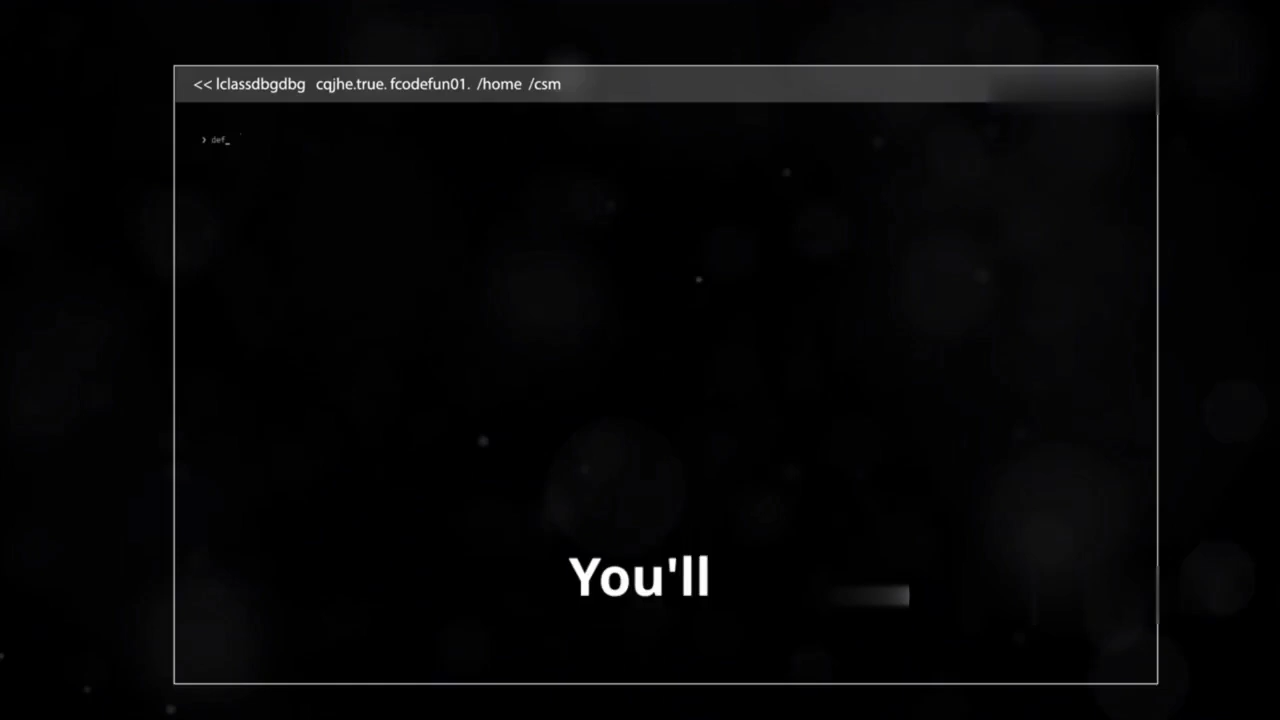 << lclassdbgdbg cqjhe.true. fcodefun01. /home /csm
› def_
You'll